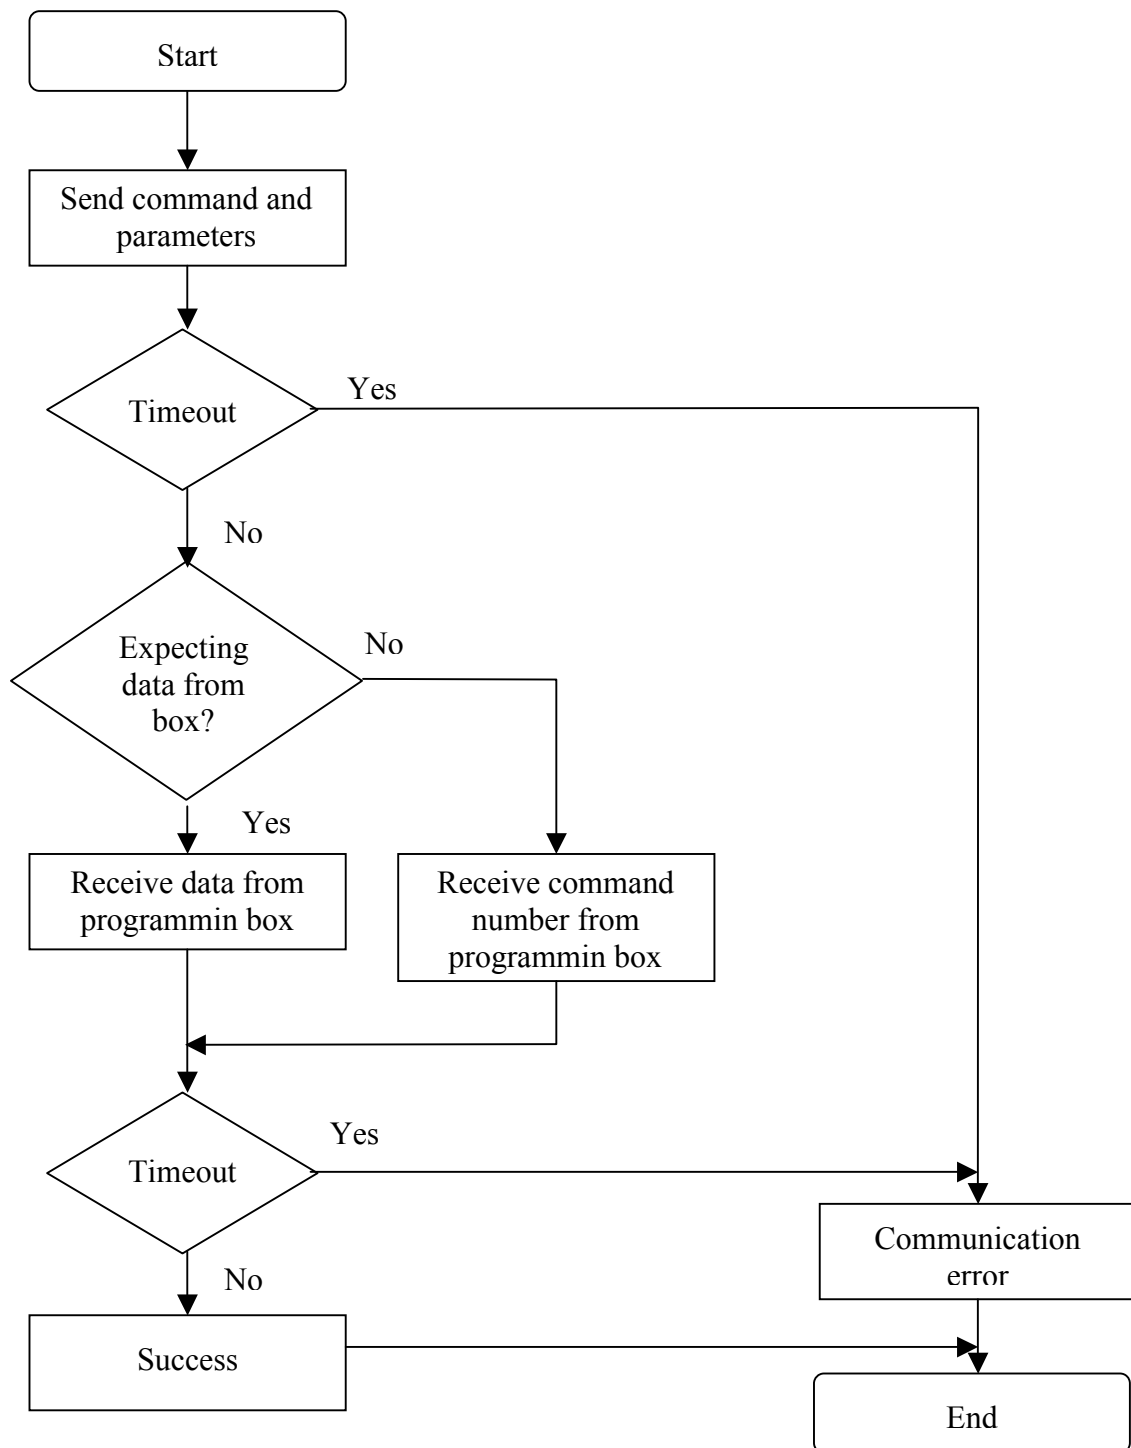 Start
Send command and
parameters
Timeout
Yes
No
Expecting
data from
box?
No
Yes
Receive data from
programmin box
Receive command
number from
programmin box
Timeout
Yes
No
Communication
error
Success
End